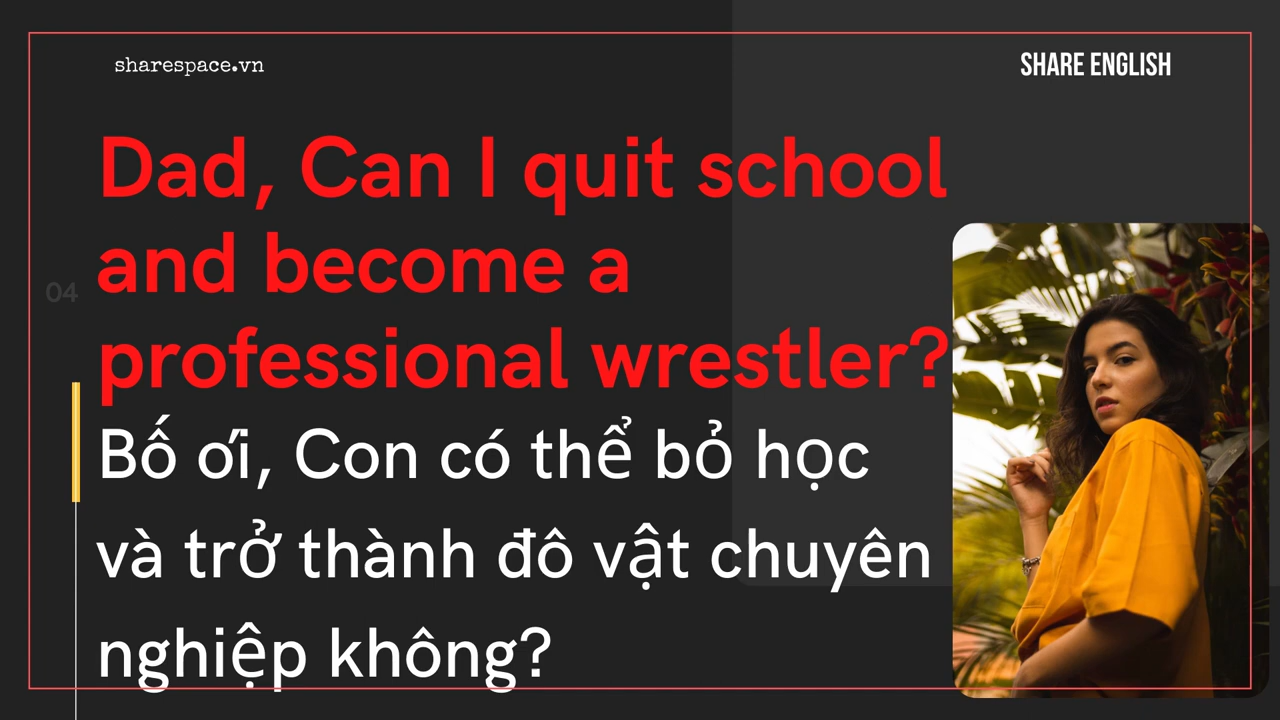 sharespace.vn
SHARE ENGLISH
Dad, Can I quit school
and become a
professional wrestler?
04
Bố ơi, Con có thể bỏ học
và trở thành đô vật chuyên
nghiệp không?